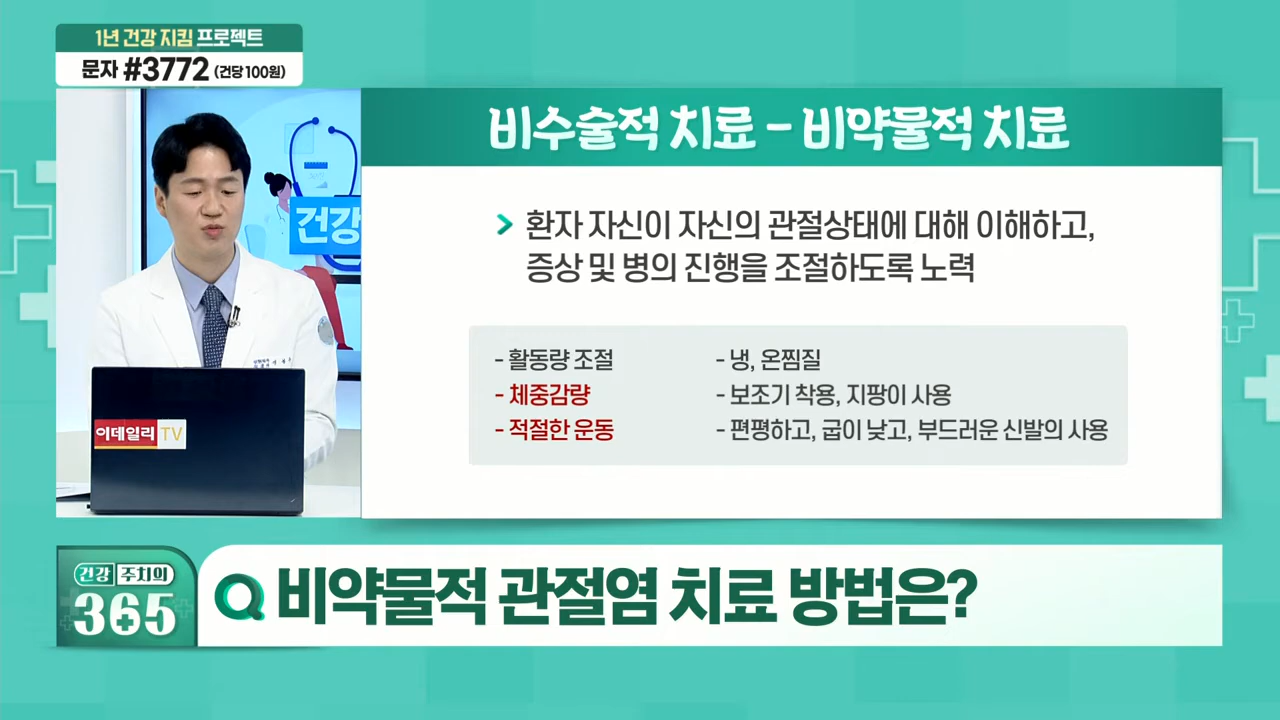 1년 건강 지킴 프로젝트
문자 #3772 (건당 100원)
건강
비수술적 치료 - 비약물적 치료
환자 자신이 자신의 관절상태에 대해 이해하고,
증상 및 병의 진행을 조절하도록 노력
- 활동량 조절
- 체중감량
- 적절한 운동
- 냉, 온찜질
- 보조기 착용, 지팡이 사용
- 편평하고, 굽이 낮고, 부드러운 신발의 사용
이데일리 TV
건강 주치의
365
Q 비약물적 관절염 치료 방법은?